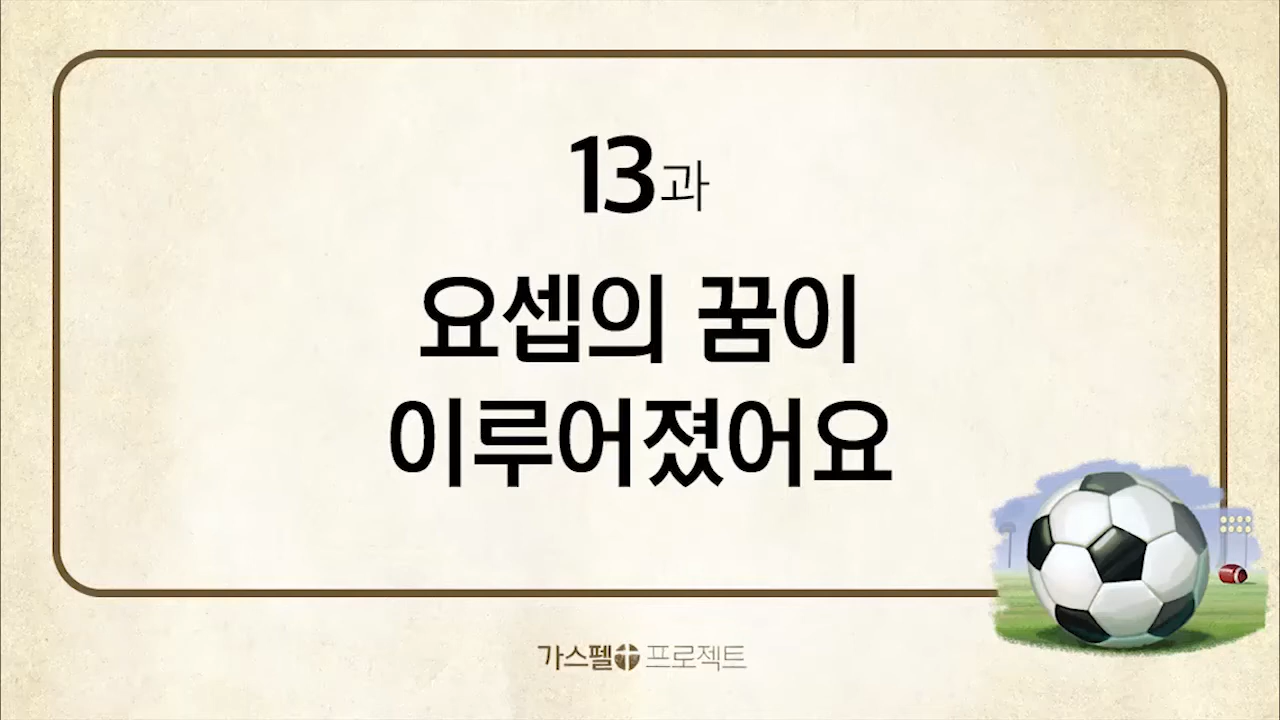 13과
요셉의 꿈이
이루어졌어요
가스펠 프로젝트